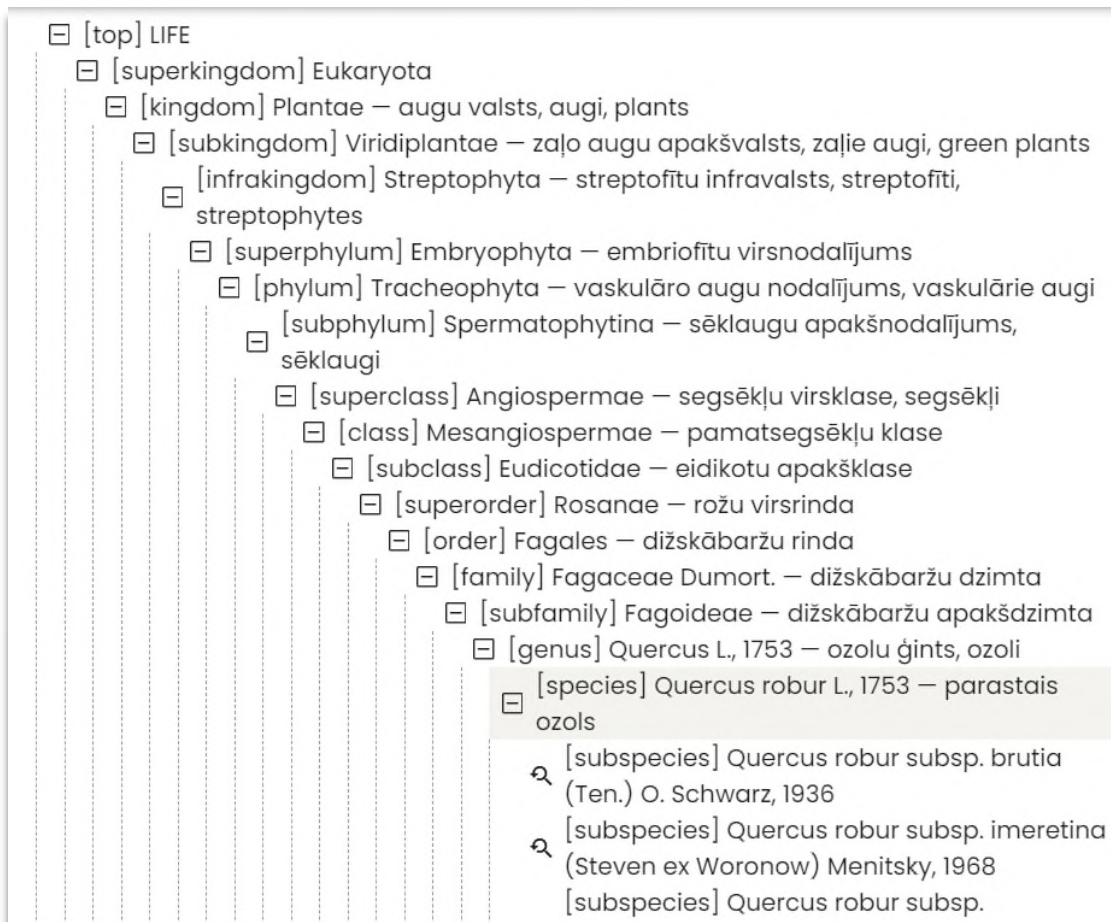 [top] LIFE
[superkingdom] Eukaryota
[kingdom] Plantae — augu valsts, augi, plants
[subkingdom] Viridiplantae — zaļo augu apakšvalsts, zaļie augi, green plants
[infrakingdom] Streptophyta — streptofītu infravalsts, streptofīti,
streptophytes
[superphylum] Embryophyta — embriofītu virsnodalījums
[phylum] Tracheophyta — vaskulāro augu nodalījums, vaskulārie augi
[subphylum] Spermatophytina — sēklaugu apakšnodalījums,
sēklaugi
[superclass] Angiospermae — segsēkļu virsklase, segsēkļi
[class] Mesangiospermae — pamatsegsēkļu klase
[subclass] Eudicotidae — eidikotu apakšklase
[superorder] Rosanae — rožu virsrinda
[order] Fagales — dižskābaržu rinda
[family] Fagaceae Dumort. — dižskābaržu dzimta
[subfamily] Fagoideae — dižskābaržu apakšdzimta
[genus] Quercus L., 1753 — ozolu ģints, ozoli
[species] Quercus robur L., 1753 — parastais
ozols
[subspecies] Quercus robur subsp. brutia
(Ten.) O. Schwarz, 1936
[subspecies] Quercus robur subsp. imeretina
(Steven ex Woronow) Menitsky, 1968
[subspecies] Quercus robur subsp.